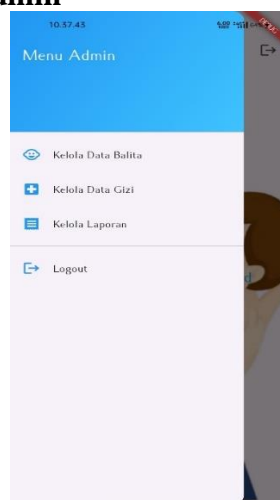 10.37.43
Menu Admin
Kelola Data Balita
Kelola Data Gizi
Kelola Laporan
Logout